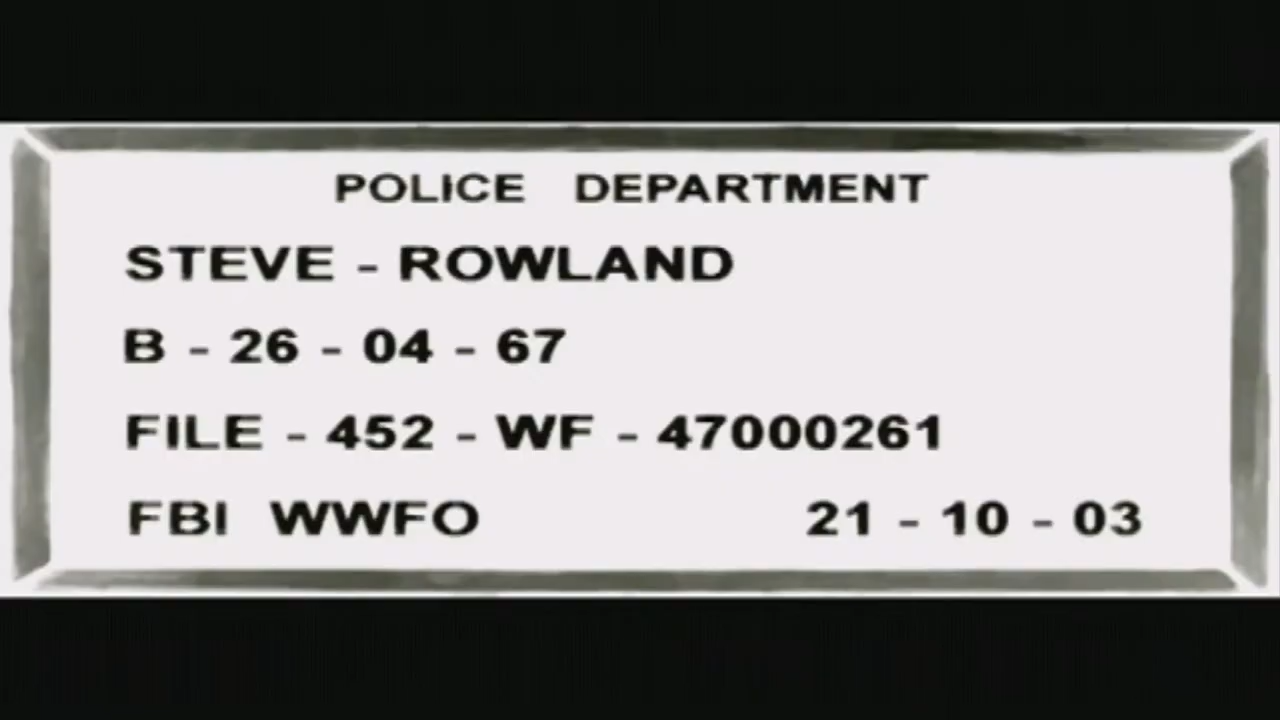 POLICE DEPARTMENT
STEVE - ROWLAND
B - 26 - 04 - 67
FILE - 452 - WF - 47000261
FBI WWFO 21 - 10 - 03